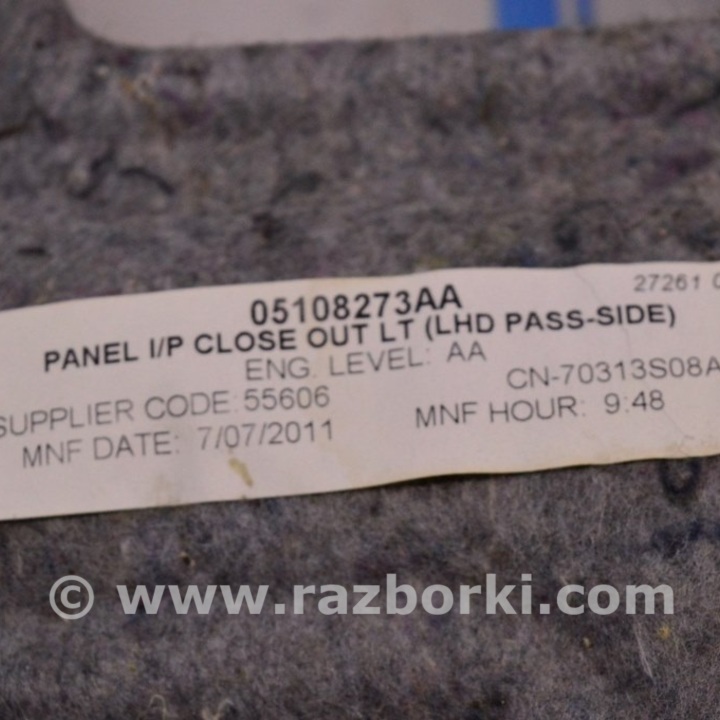 27261
05108273AA
PANEL I/P CLOSE OUT LT (LHD PASS-SIDE)
ENG. LEVEL: AA
SUPPLIER CODE: 55606
CN-70313S08A
MNF DATE: 7/07/2011
MNF HOUR: 9:48
© www.razborki.com